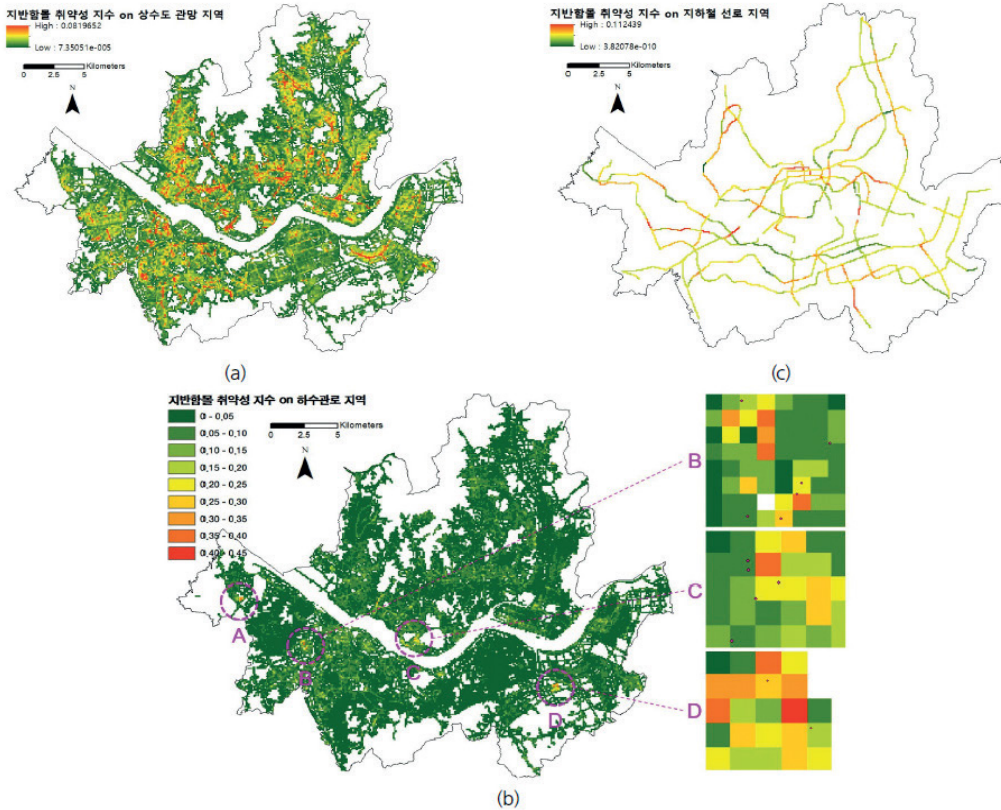 지반함몰 취약성 지수 on 상수도 관망 지역
High : 0.0819652
Low : 7.35051e-005
0 2.5 5 Kilometers
N
(a)
지반함몰 취약성 지수 on 지하철 선로 지역
High : 0.112439
Low : 3.82078e-010
0 2.5 5 Kilometers
N
(c)
지반함몰 취약성 지수 on 하수관로 지역
0 - 0,05
0,05 - 0,10
0,10 - 0,15
0,15 - 0,20
0,20 - 0,25
0,25 - 0,30
0,30 - 0,35
0,35 - 0,40
0,40 - 0,45
0 2.5 5 Kilometers
N
A
B
C
D
B
C
D
(b)